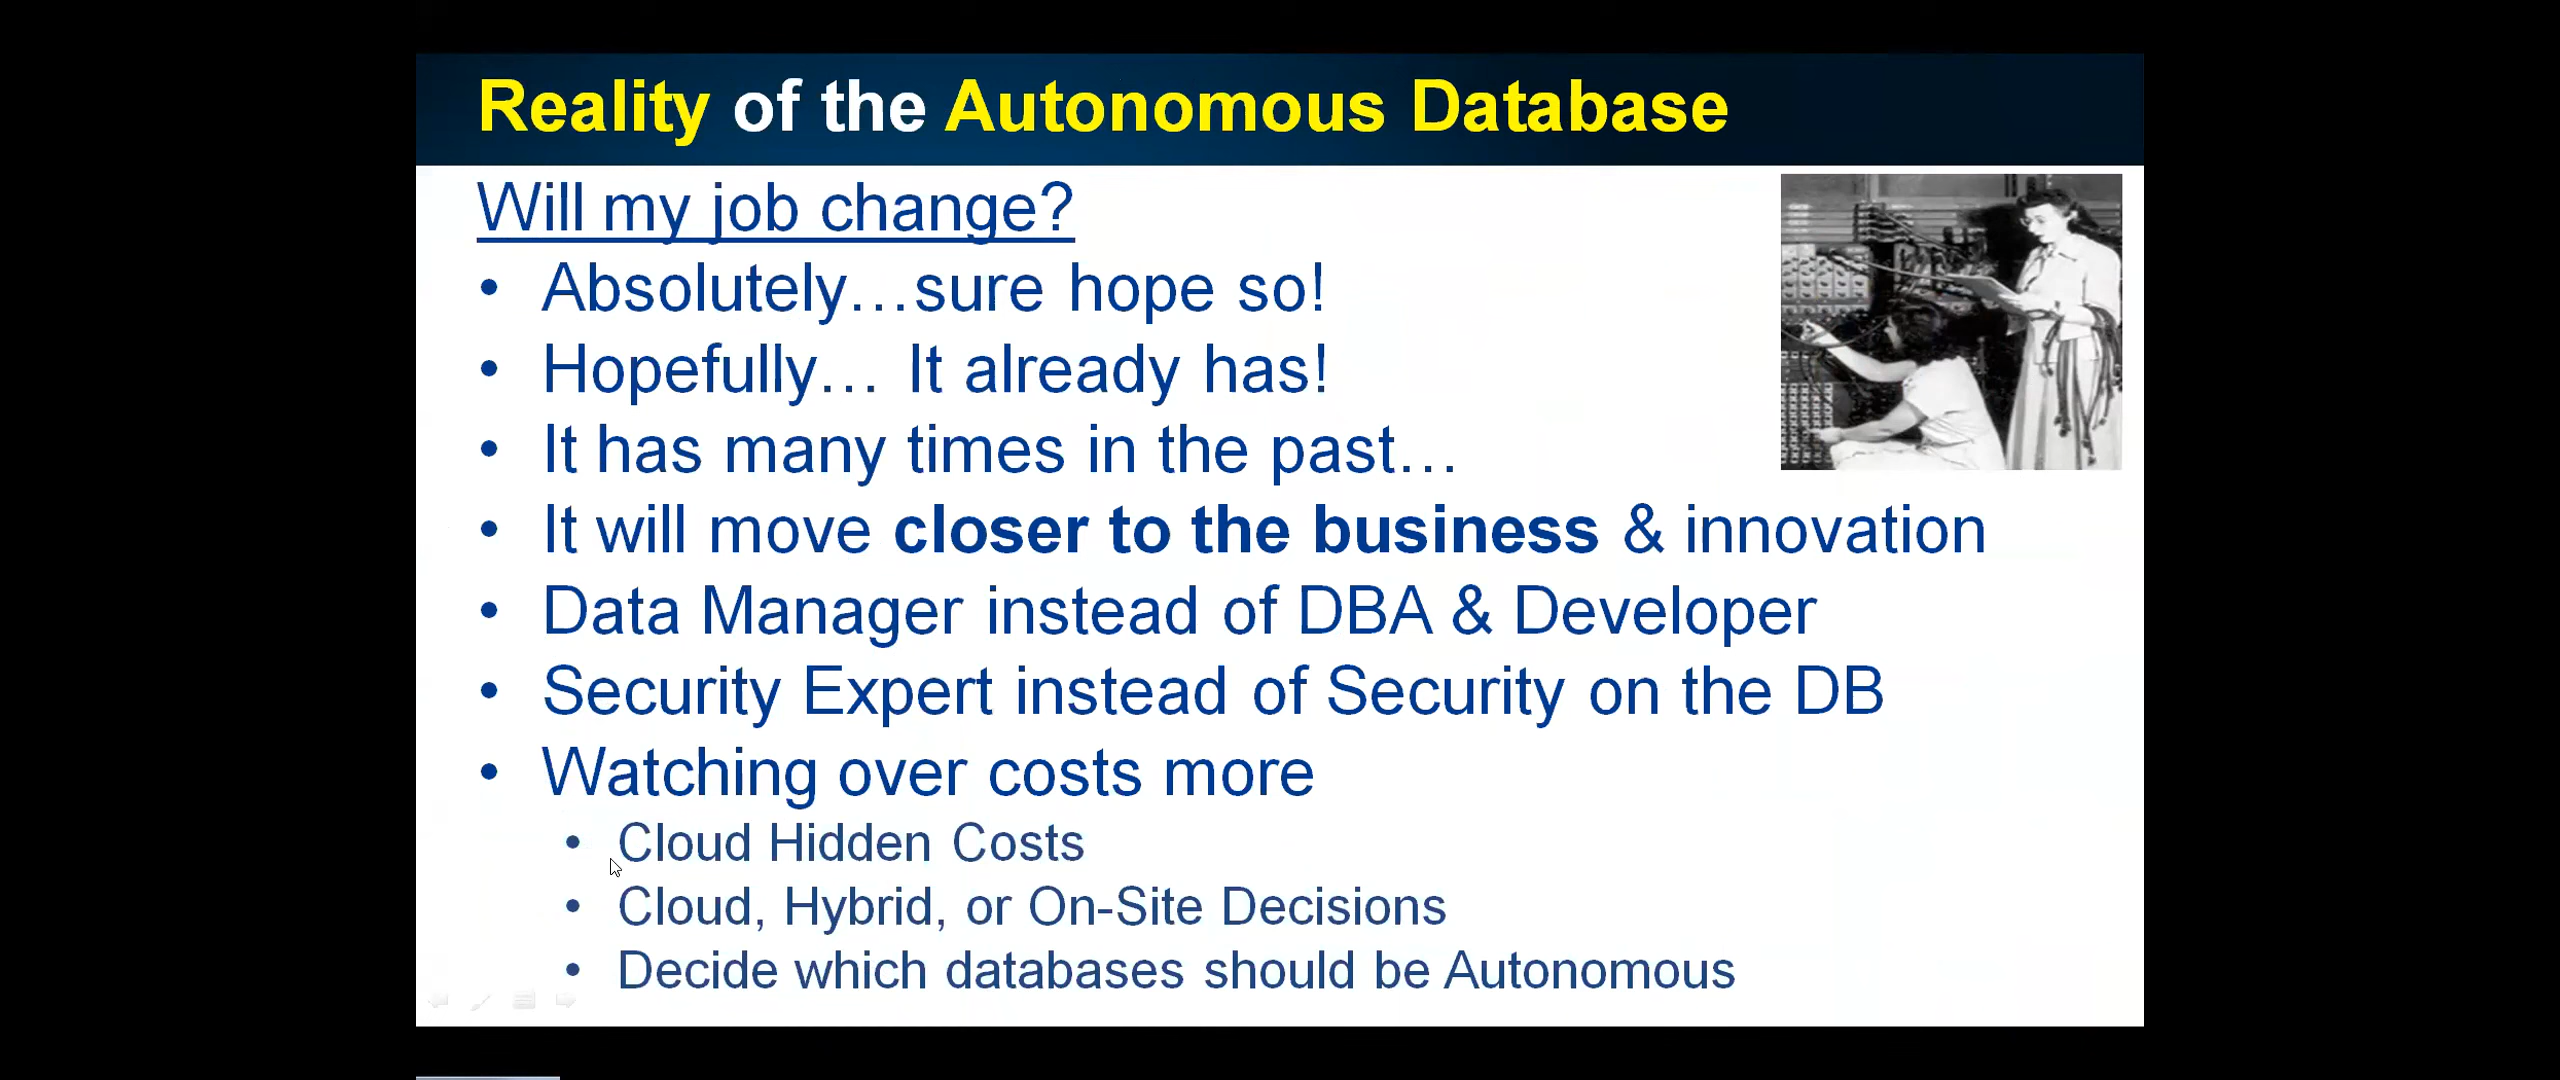 Reality of the Autonomous Database
Will my job change?
• Absolutely…sure hope so!
• Hopefully… It already has!
• It has many times in the past…
• It will move closer to the business & innovation
• Data Manager instead of DBA & Developer
• Security Expert instead of Security on the DB
• Watching over costs more
• Cloud Hidden Costs
• Cloud, Hybrid, or On-Site Decisions
• Decide which databases should be Autonomous